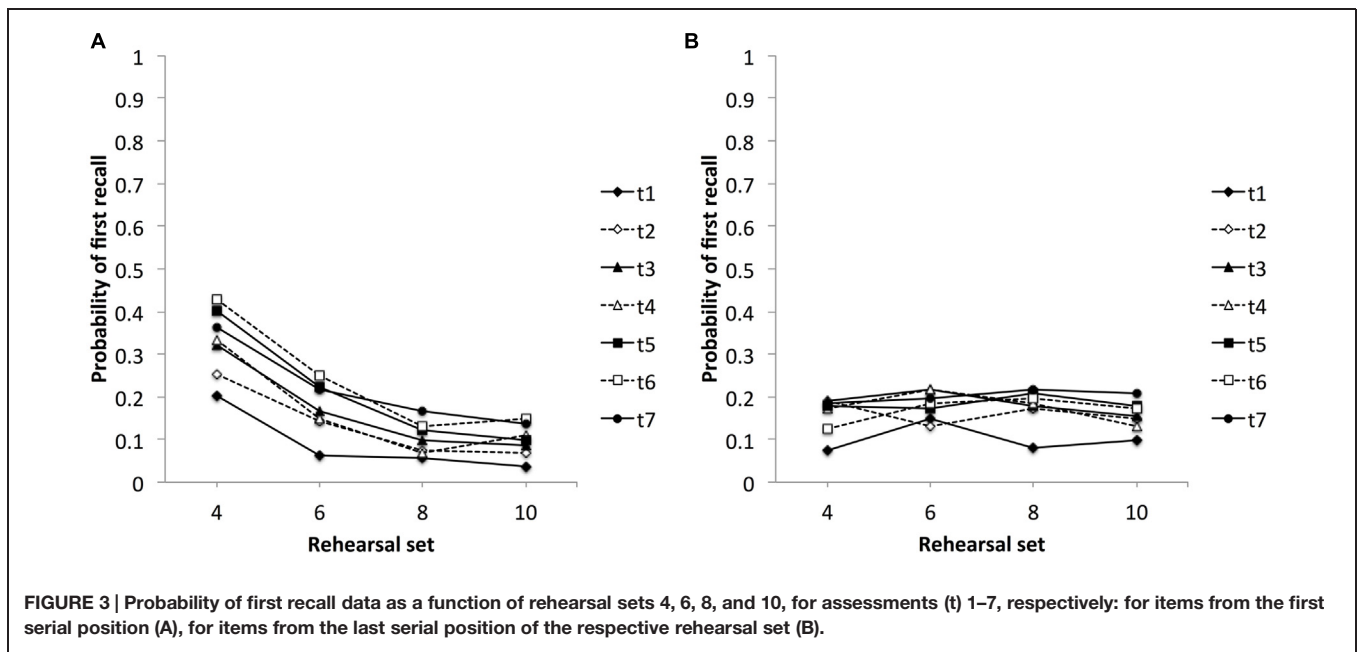 A
1
0.9
0.8
0.7
0.6
0.5
0.4
0.3
0.2
0.1
0
Probability of first recall
4 6 8 10
Rehearsal set
t1
t2
t3
t4
t5
t6
t7
B
1
0.9
0.8
0.7
0.6
0.5
0.4
0.3
0.2
0.1
0
Probability of first recall
4 6 8 10
Rehearsal set
t1
t2
t3
t4
t5
t6
t7
FIGURE 3 | Probability of first recall data as a function of rehearsal sets 4, 6, 8, and 10, for assessments (t) 1–7, respectively: for items from the first
serial position (A), for items from the last serial position of the respective rehearsal set (B).